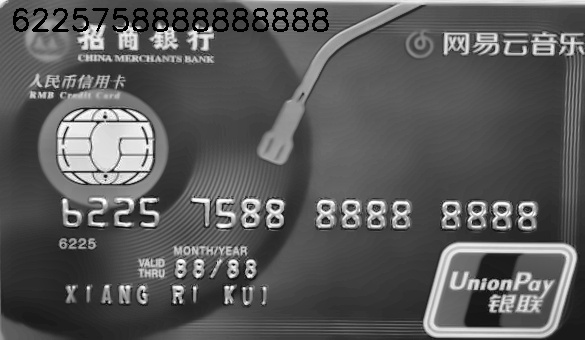 6225758888888888
招商银行
CHINA MERCHANTS BANK
网易云音乐
人民币信用卡
RMB Credit Card
6225 7588 8888 8888
6225
MONTH/YEAR
VALID THRU 88/88
XIANG RI KUI
UnionPay
银联